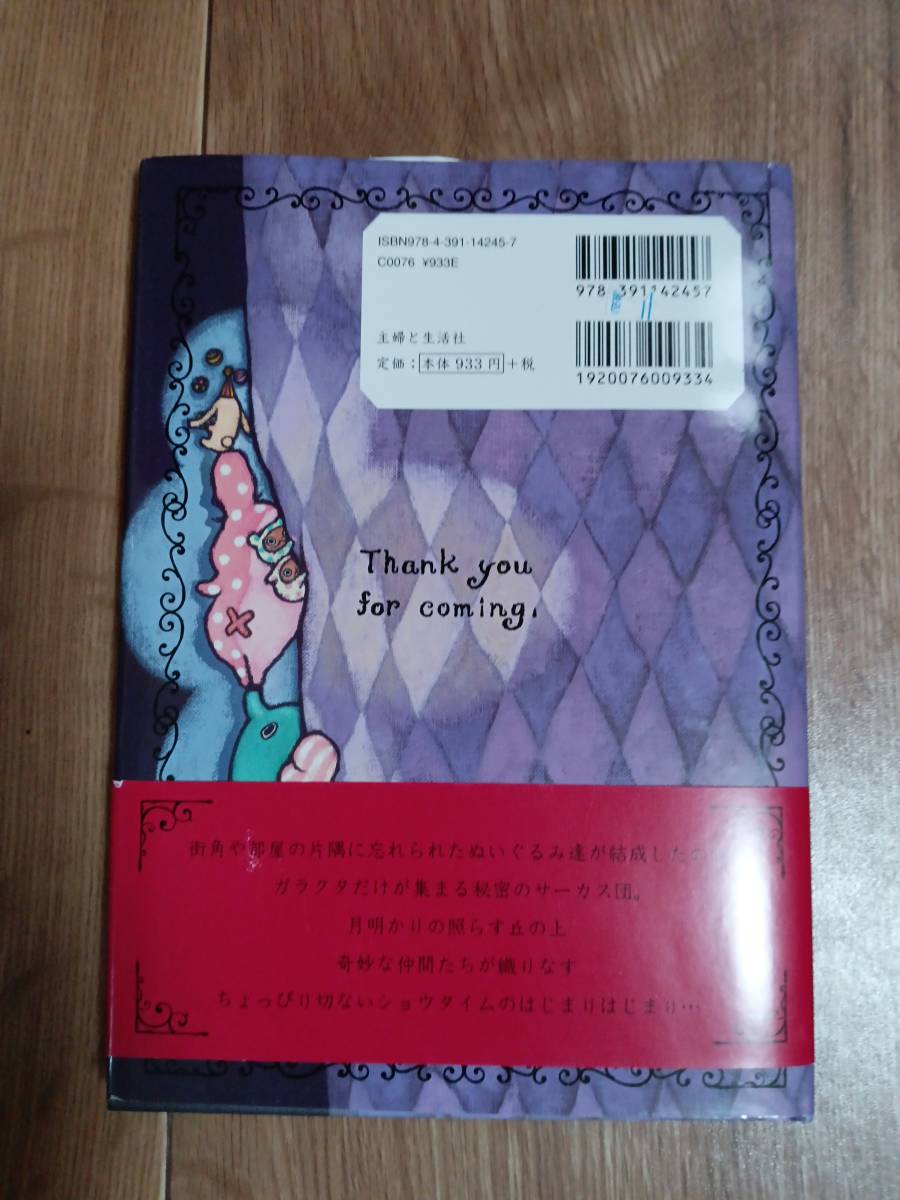 ISBN978-4-391-14245-7
C0076 ¥933E
9784391142457
主婦と生活社
定価：本体933円＋税
1920076009334
Thank you
for coming.
街角や部屋の片隅に忘れられたぬいぐるみ達が結成したのは
ガラクタだけが集まる秘密のサーカス団。
月明かりの照らす丘の上
奇妙な仲間たちが織りなす
ちょっぴり切ないショウタイムのはじまりはじまり…